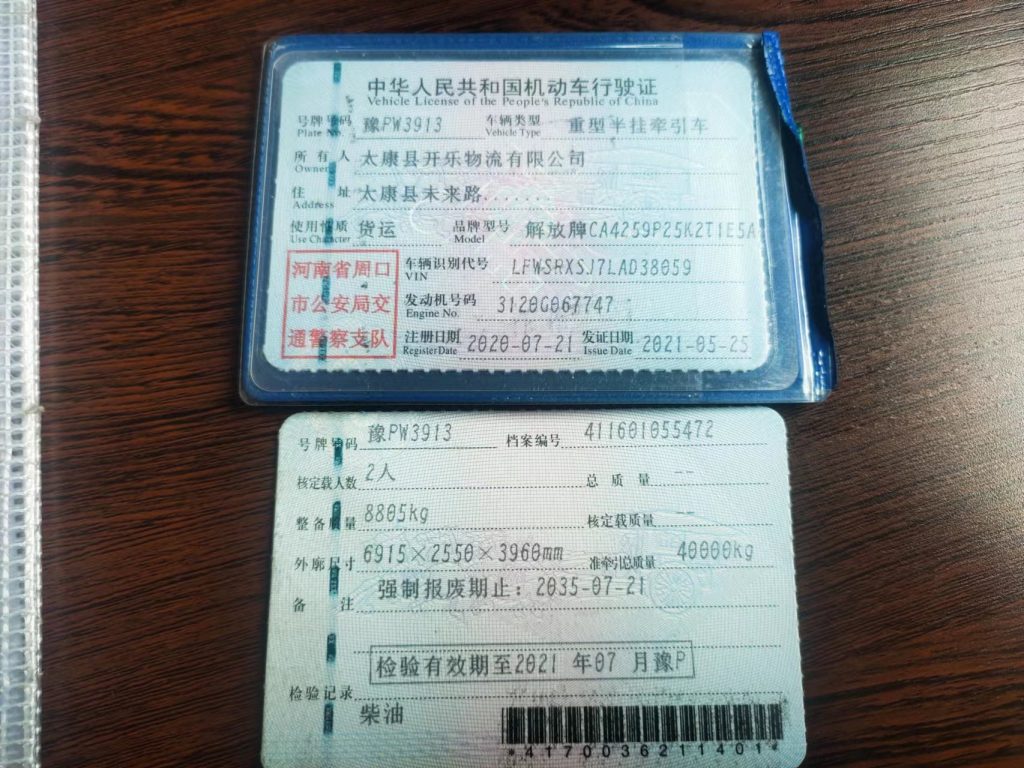 中华人民共和国机动车行驶证
Vehicle License of the People's Republic of China
号牌号码 豫PW3913 车辆类型 重型半挂牵引车
Plate No. Vehicle Type
所有人 太康县开乐物流有限公司
Owner
住址 太康县未来路.......
Address
使用性质 货运 品牌型号 解放牌CA4259P25K2T1E5A
Use Character Model
河南省周口
市公安局交
通警察支队
车辆识别代号 LFWSRXSJ7LAD38059
VIN
发动机号码 3120G067747
Engine No.
注册日期 2020-07-21 发证日期 2021-05-25
Register Date Issue Date
号牌号码 豫PW3913 档案编号 411601055472
核定载人数 2人 总质量 --
整备质量 8805kg 核定载质量 --
外廓尺寸 6915×2550×3960mm 准牵引总质量 40000kg
备注 强制报废期止：2035-07-21
检验有效期至2021 年07 月豫P
检验记录
柴油
*4170036211401*